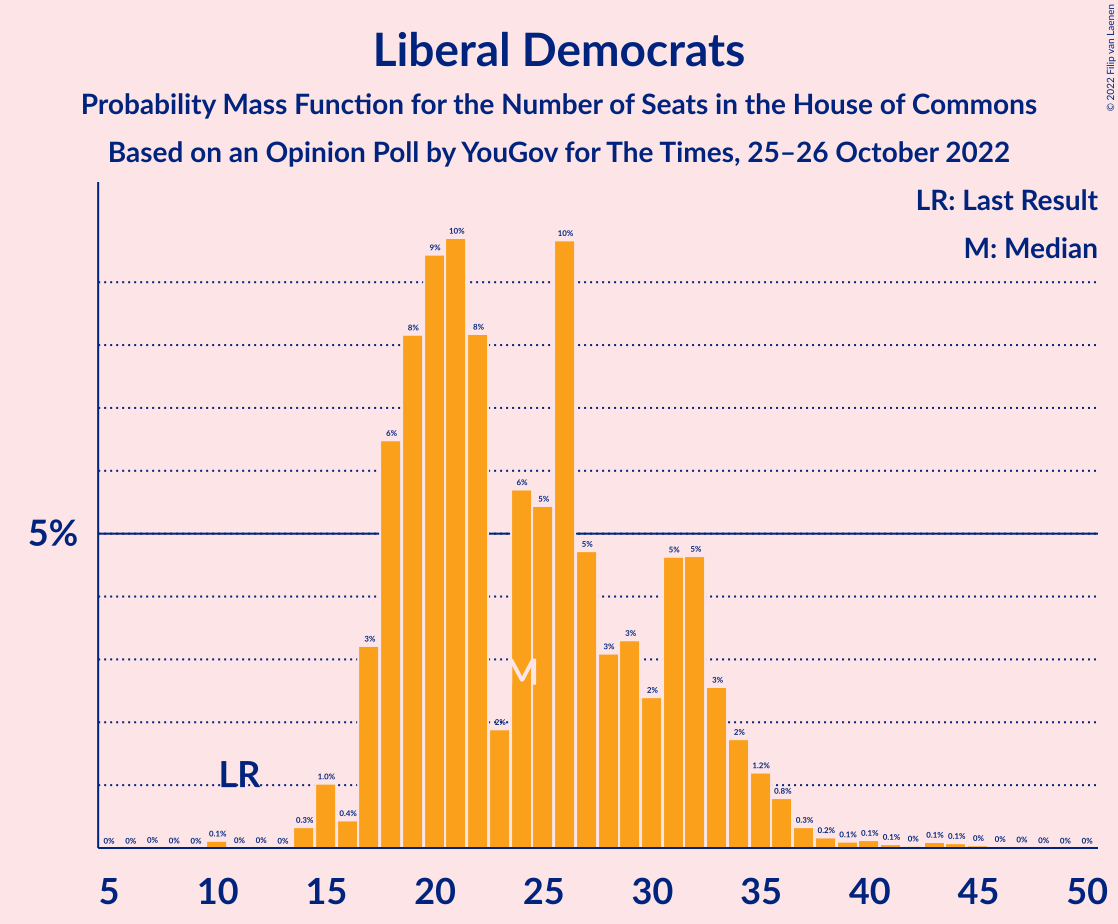 Liberal Democrats
Probability Mass Function for the Number of Seats in the House of Commons
Based on an Opinion Poll by YouGov for The Times, 25–26 October 2022
© 2022 Filip van Laenen
LR: Last Result
M: Median
5%
0% 0% 0% 0% 0% 0.1% 0% 0% 0% 0.3% 1.0% 0.4% 3% 6% 8% 9% 10% 8% 2% 6% 5% 10% 5% 3% 3% 2% 5% 5% 3% 2% 1.2% 0.8% 0.3% 0.2% 0.1% 0.1% 0.1% 0% 0.1% 0.1% 0% 0% 0% 0% 0% 0%
M
LR
5 10 15 20 25 30 35 40 45 50